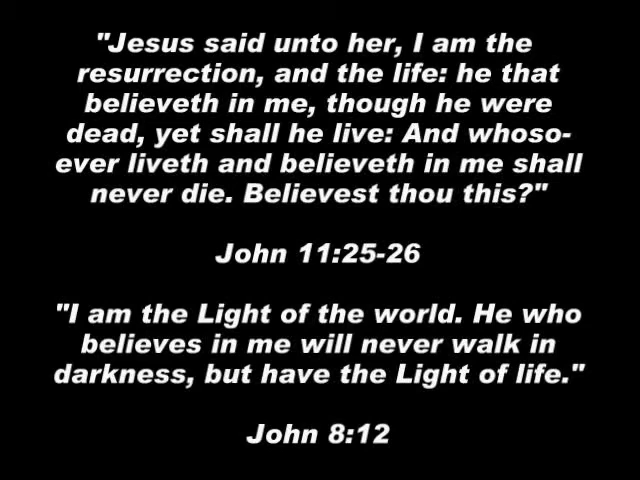 "Jesus said unto her, I am the
resurrection, and the life: he that
believeth in me, though he were
dead, yet shall he live: And whoso-
ever liveth and believeth in me shall
never die. Believest thou this?"
John 11:25-26
"I am the Light of the world. He who
believes in me will never walk in
darkness, but have the Light of life."
John 8:12